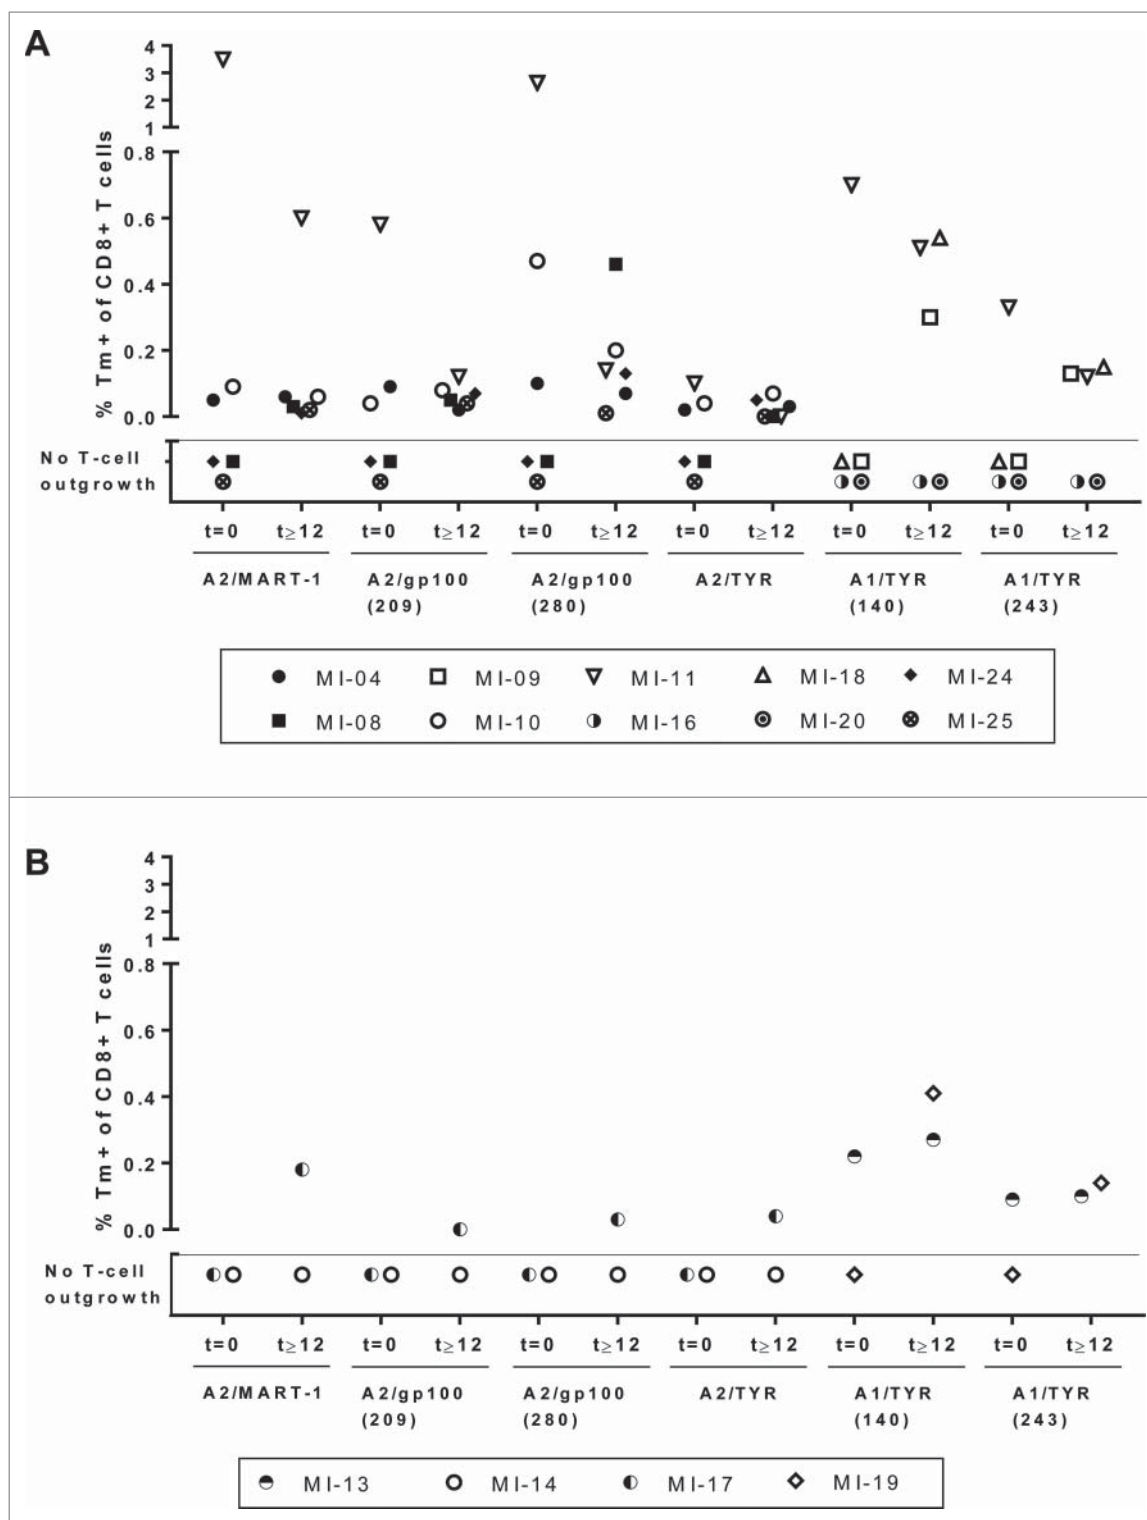 A
% Tm+ of CD8+ T cells
4
3
2
1
0.8
0.6
0.4
0.2
0.0
No T-cell
outgrowth
t=0 t≥12 t=0 t≥12 t=0 t≥12 t=0 t≥12 t=0 t≥12 t=0 t≥12
A2/MART-1 A2/gp100 A2/gp100 A2/TYR A1/TYR A1/TYR
(209) (280) (140) (243)
MI-04 MI-09 MI-11 MI-18 MI-24
MI-08 MI-10 MI-16 MI-20 MI-25
B
% Tm+ of CD8+ T cells
4
3
2
1
0.8
0.6
0.4
0.2
0.0
No T-cell
outgrowth
t=0 t≥12 t=0 t≥12 t=0 t≥12 t=0 t≥12 t=0 t≥12 t=0 t≥12
A2/MART-1 A2/gp100 A2/gp100 A2/TYR A1/TYR A1/TYR
(209) (280) (140) (243)
MI-13 MI-14 MI-17 MI-19